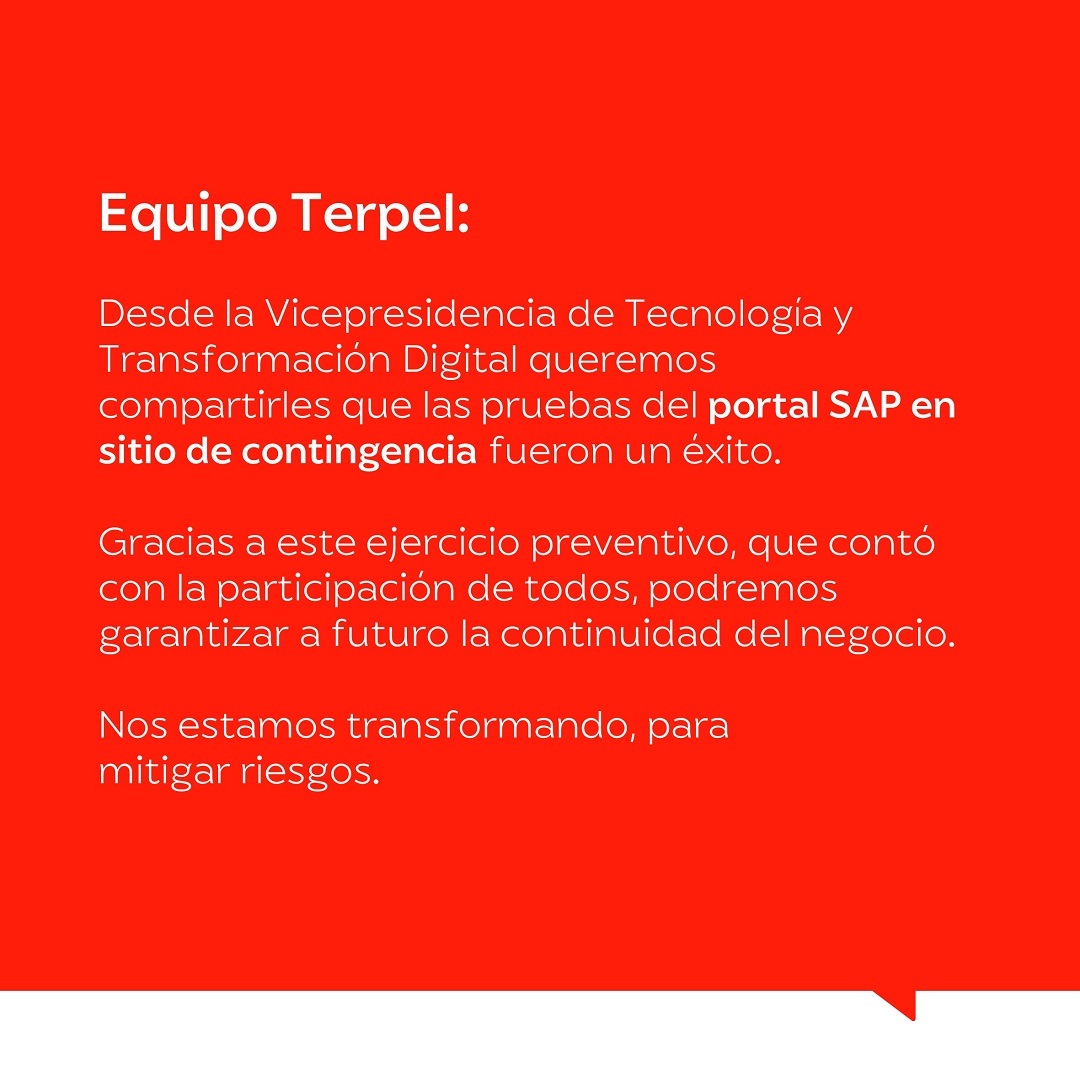 Equipo Terpel:
Desde la Vicepresidencia de Tecnología y
Transformación Digital queremos
compartirles que las pruebas del portal SAP en
sitio de contingencia fueron un éxito.
Gracias a este ejercicio preventivo, que contó
con la participación de todos, podremos
garantizar a futuro la continuidad del negocio.
Nos estamos transformando, para
mitigar riesgos.